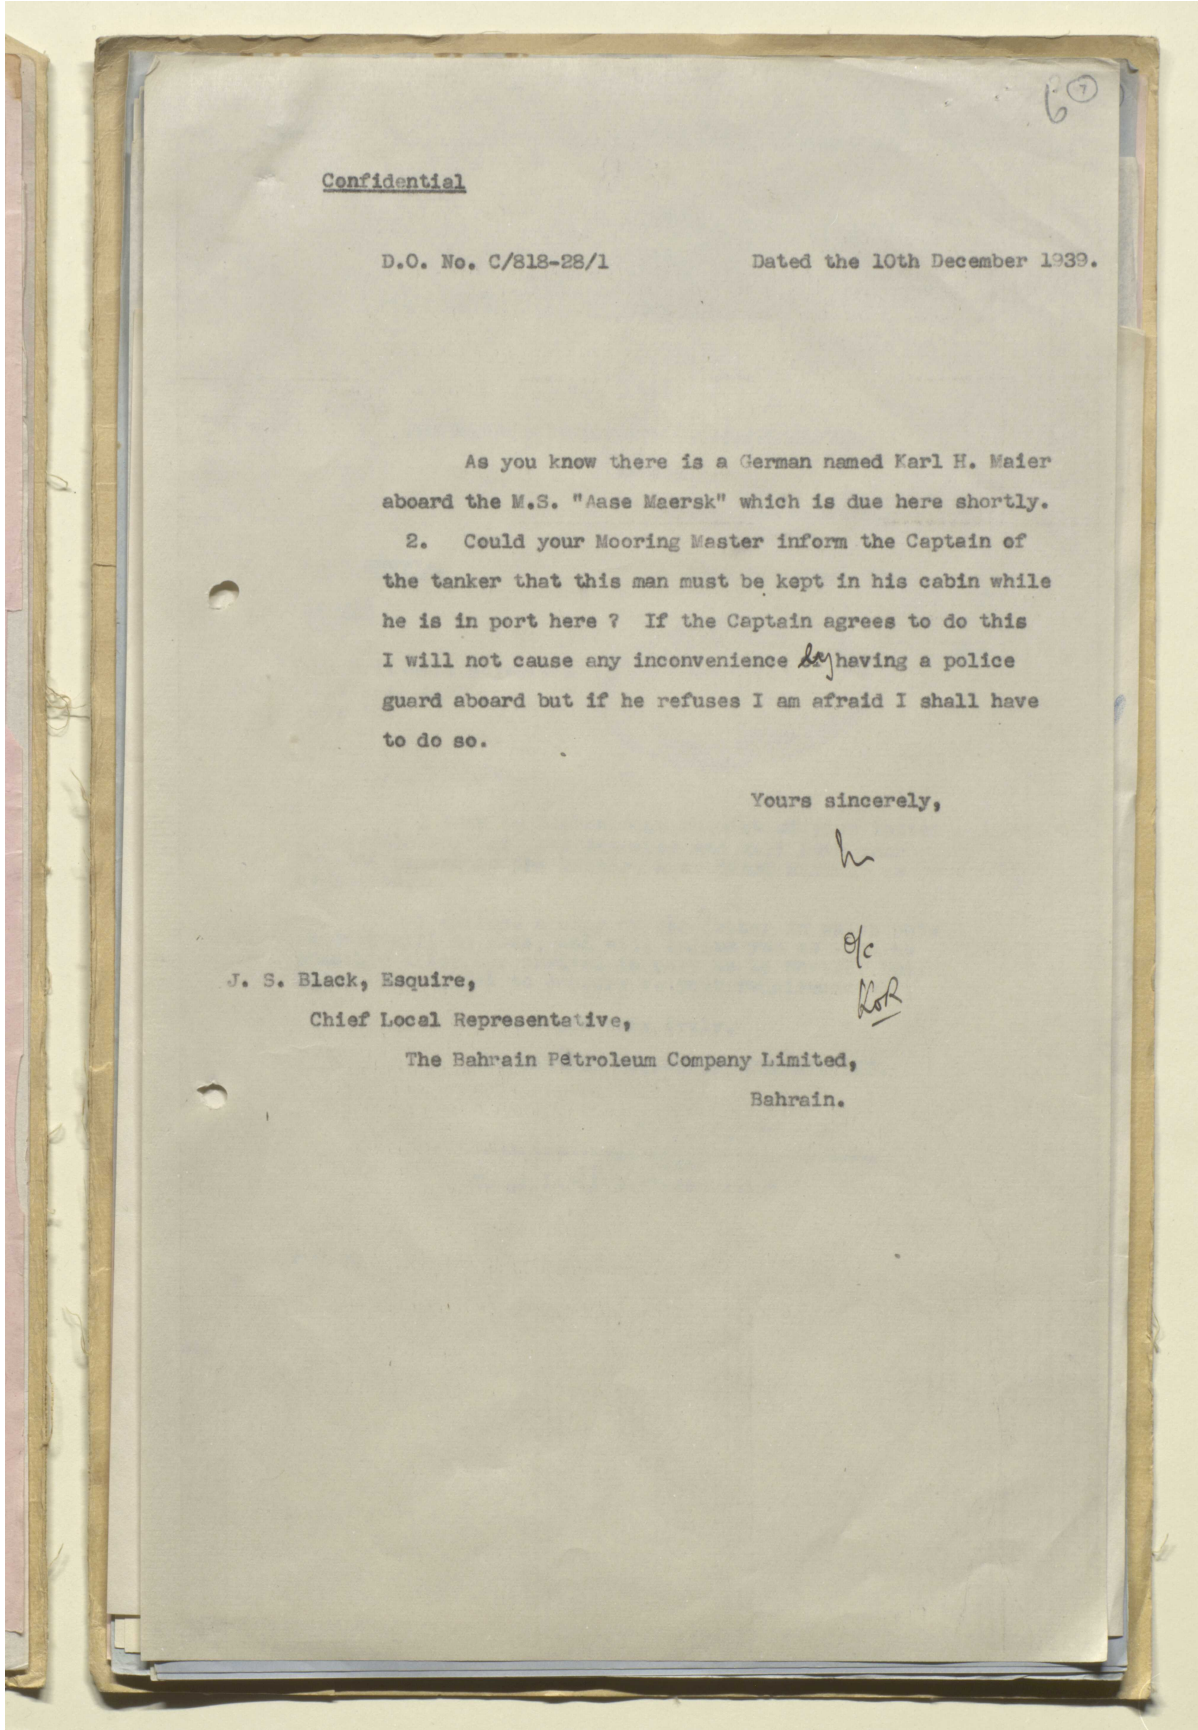 6 7
Confidential
D.O. No. C/818-28/1 Dated the 10th December 1939.
As you know there is a German named Karl H. Maier
aboard the M.S. "Aase Maersk" which is due here shortly.
2. Could your Mooring Master inform the Captain of
the tanker that this man must be kept in his cabin while
he is in port here ? If the Captain agrees to do this
I will not cause any inconvenience by having a police
guard aboard but if he refuses I am afraid I shall have
to do so.
Yours sincerely,
o/c
J. S. Black, Esquire,
Chief Local Representative,
The Bahrain Petroleum Company Limited,
Bahrain.